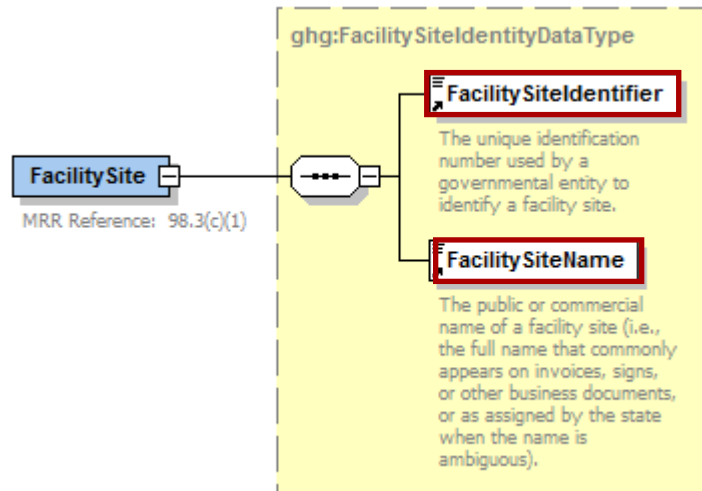 ghg:FacilitySiteIdentityDataType
FacilitySiteIdentifier
The unique identification
number used by a
governmental entity to
identify a facility site.
FacilitySite
MRR Reference:  98.3(c)(1)
FacilitySiteName
The public or commercial
name of a facility site (i.e.,
the full name that commonly
appears on invoices, signs,
or other business documents,
or as assigned by the state
when the name is
ambiguous).